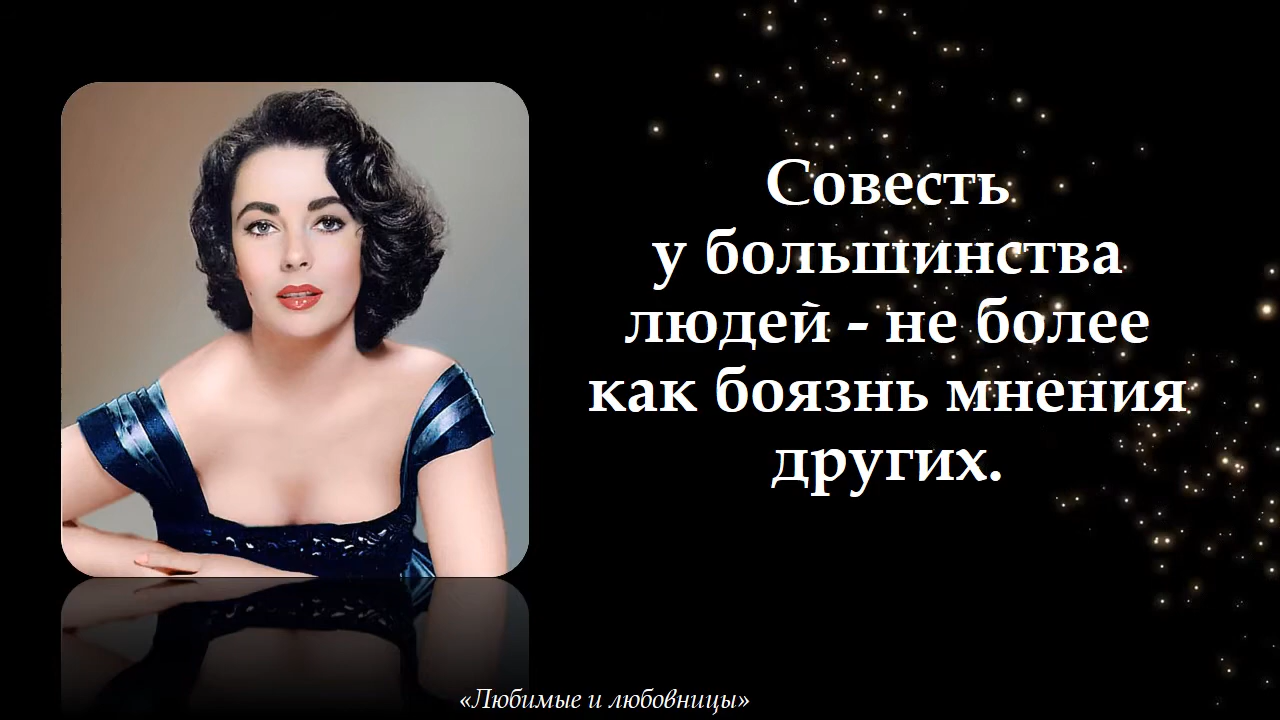 Совесть
у большинства
людей - не более
как боязнь мнения
других.
«Любимые и любовницы»